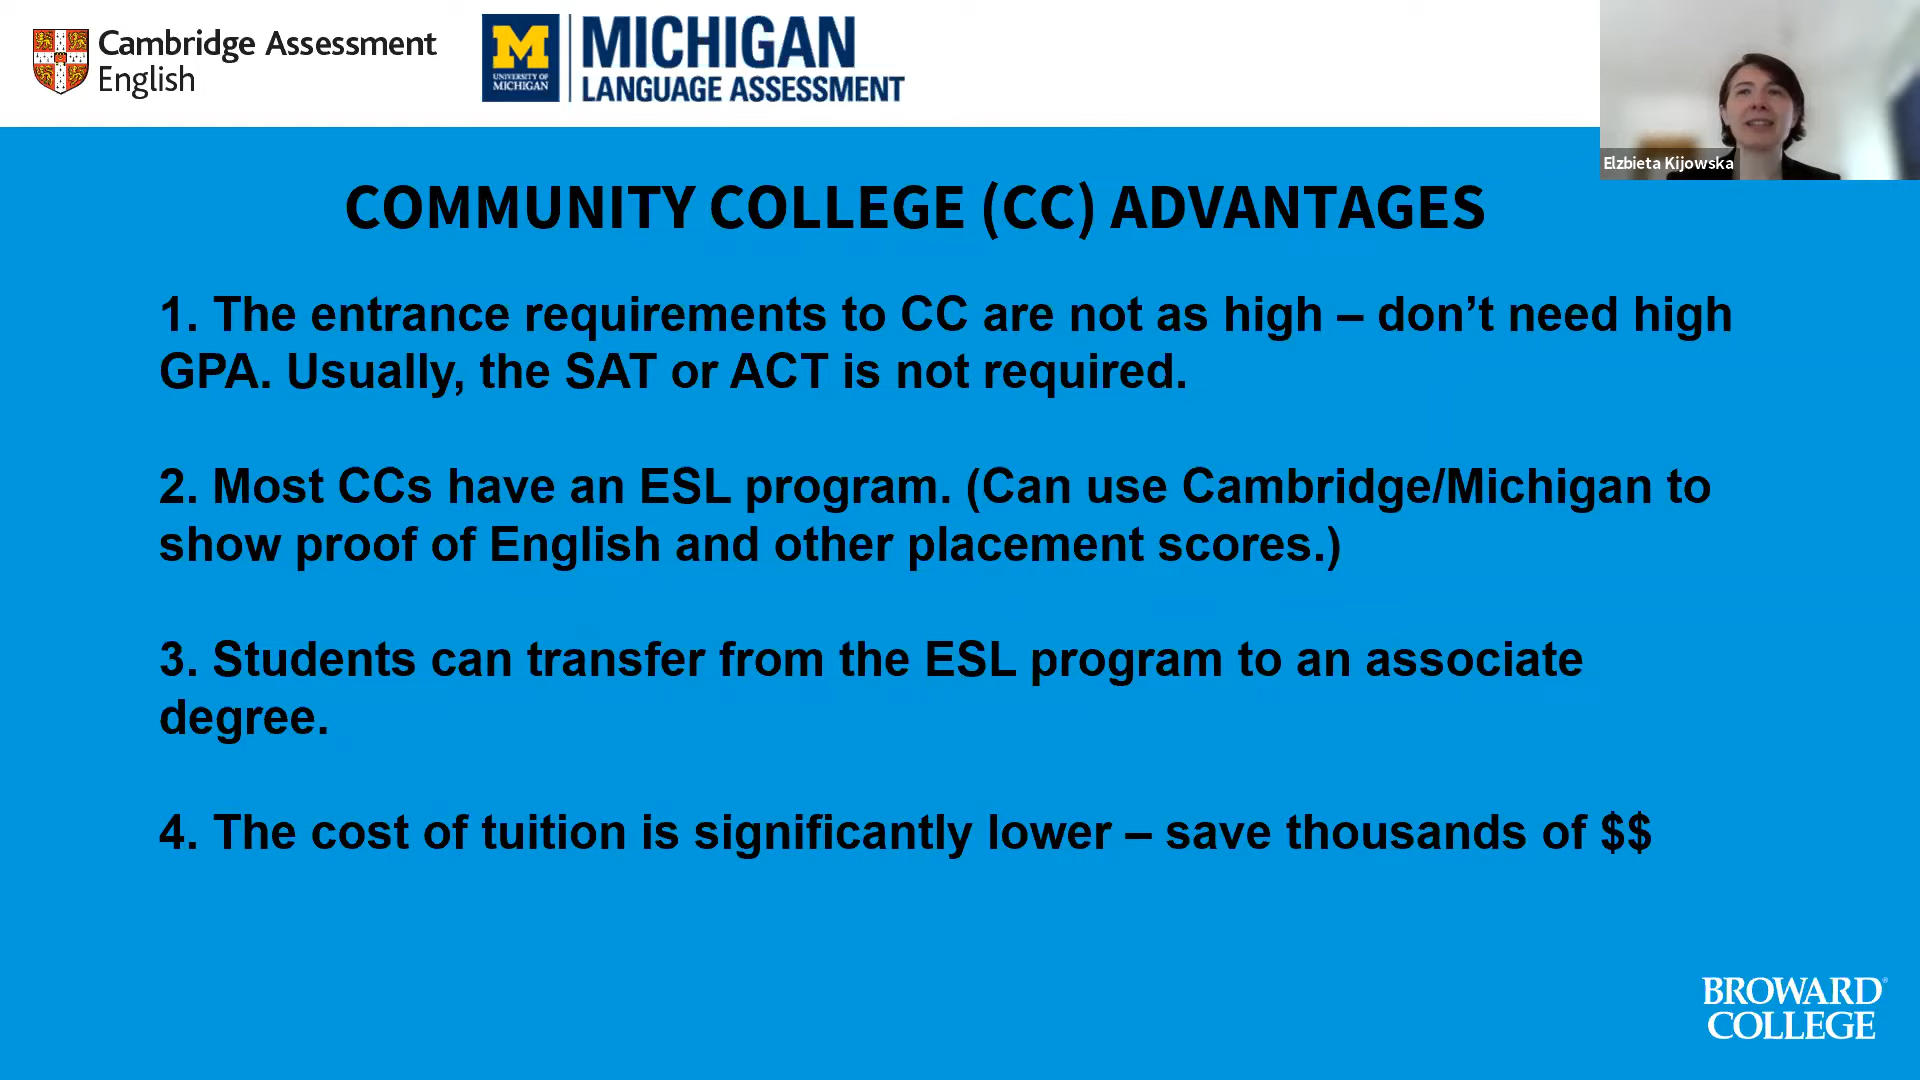 Cambridge Assessment
English
M
UNIVERSITY OF
MICHIGAN
MICHIGAN
LANGUAGE ASSESSMENT
Elzbieta Kijowska
COMMUNITY COLLEGE (CC) ADVANTAGES
1. The entrance requirements to CC are not as high – don’t need high
GPA. Usually, the SAT or ACT is not required.
2. Most CCs have an ESL program. (Can use Cambridge/Michigan to
show proof of English and other placement scores.)
3. Students can transfer from the ESL program to an associate
degree.
4. The cost of tuition is significantly lower – save thousands of $$
BROWARD®
COLLEGE